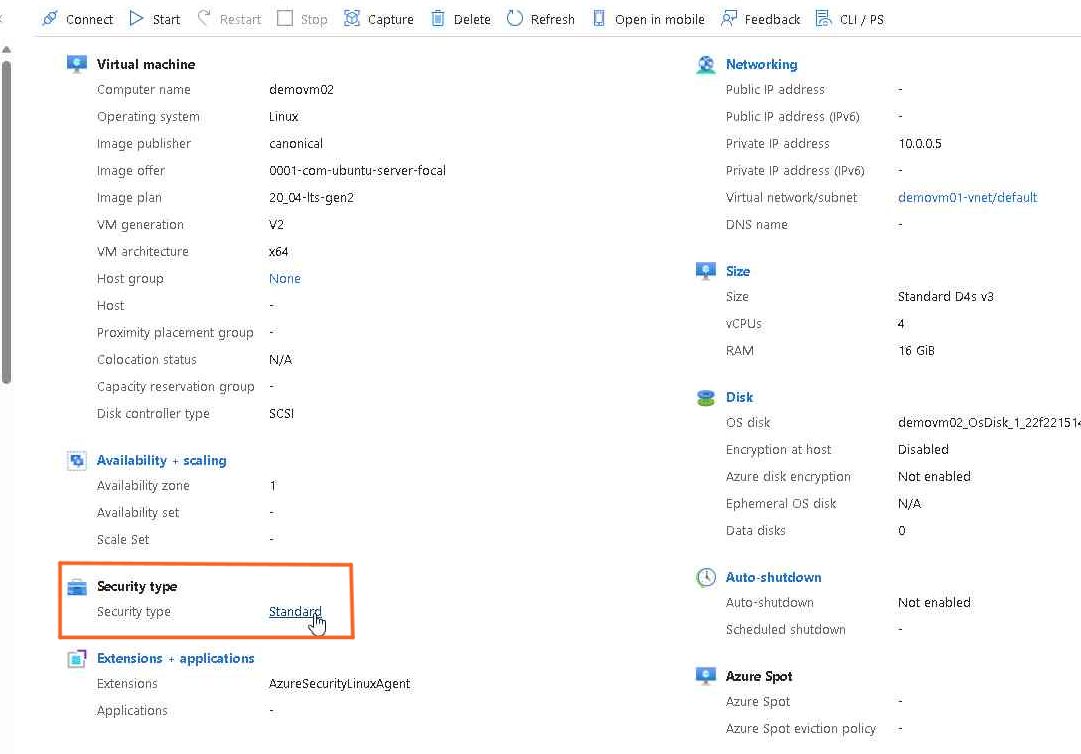 Connect Start Restart Stop Capture Delete Refresh Open in mobile Feedback CLI / PS
Virtual machine
Computer name demovm02
Operating system Linux
Image publisher canonical
Image offer 0001-com-ubuntu-server-focal
Image plan 20_04-lts-gen2
VM generation V2
VM architecture x64
Host group None
Host -
Proximity placement group -
Colocation status N/A
Capacity reservation group -
Disk controller type SCSI
Availability + scaling
Availability zone 1
Availability set -
Scale Set -
Security type
Security type Standard
Extensions + applications
Extensions AzureSecurityLinuxAgent
Applications -
Networking
Public IP address -
Public IP address (IPv6) -
Private IP address 10.0.0.5
Private IP address (IPv6) -
Virtual network/subnet demovm01-vnet/default
DNS name -
Size
Size Standard D4s v3
vCPUs 4
RAM 16 GiB
Disk
OS disk demovm02_OsDisk_1_22f22151
Encryption at host Disabled
Azure disk encryption Not enabled
Ephemeral OS disk N/A
Data disks 0
Auto-shutdown
Auto-shutdown Not enabled
Scheduled shutdown -
Azure Spot
Azure Spot -
Azure Spot eviction policy -